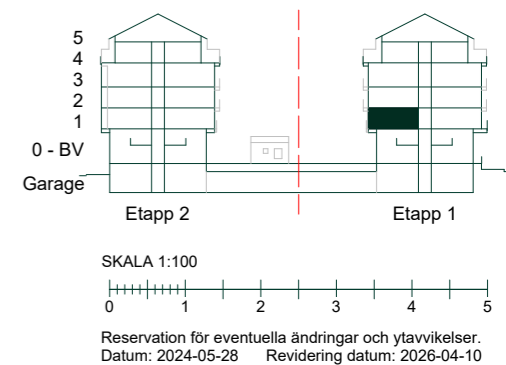 5
4
3
2
1
0 - BV
Garage
Etapp 2 Etapp 1
SKALA 1:100
0 1 2 3 4 5
Reservation för eventuella ändringar och ytavvikelser.
Datum: 2024-05-28 Revidering datum: 2026-04-10